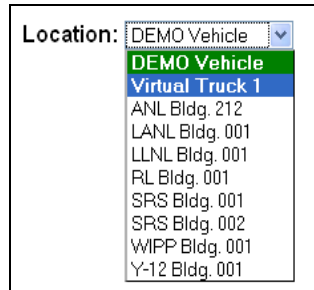 Location: DEMO Vehicle
DEMO Vehicle
Virtual Truck 1
ANL Bldg. 212
LANL Bldg. 001
LLNL Bldg. 001
RL Bldg. 001
SRS Bldg. 001
SRS Bldg. 002
WIPP Bldg. 001
Y-12 Bldg. 001